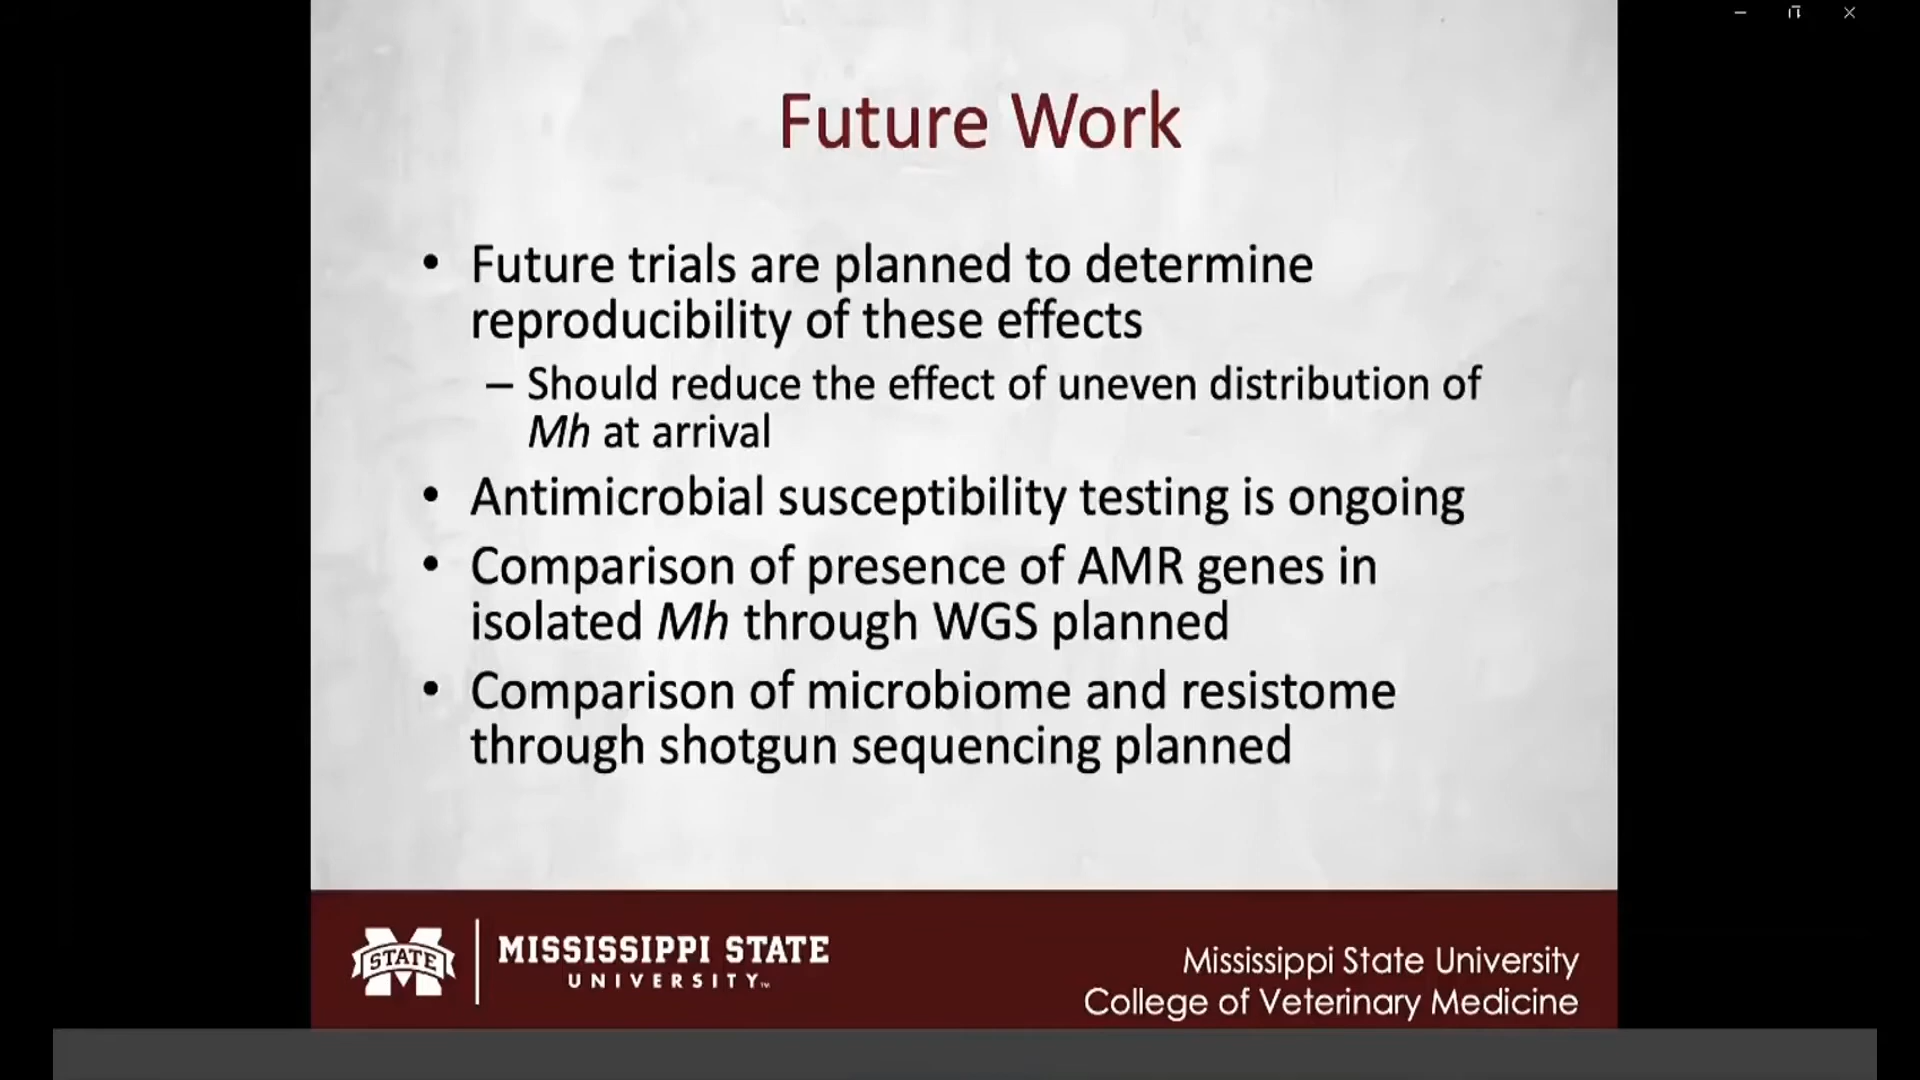 Future Work
• Future trials are planned to determine
reproducibility of these effects
– Should reduce the effect of uneven distribution of
Mh at arrival
• Antimicrobial susceptibility testing is ongoing
• Comparison of presence of AMR genes in
isolated Mh through WGS planned
• Comparison of microbiome and resistome
through shotgun sequencing planned
STATE
MISSISSIPPI STATE
UNIVERSITY™
Mississippi State University
College of Veterinary Medicine